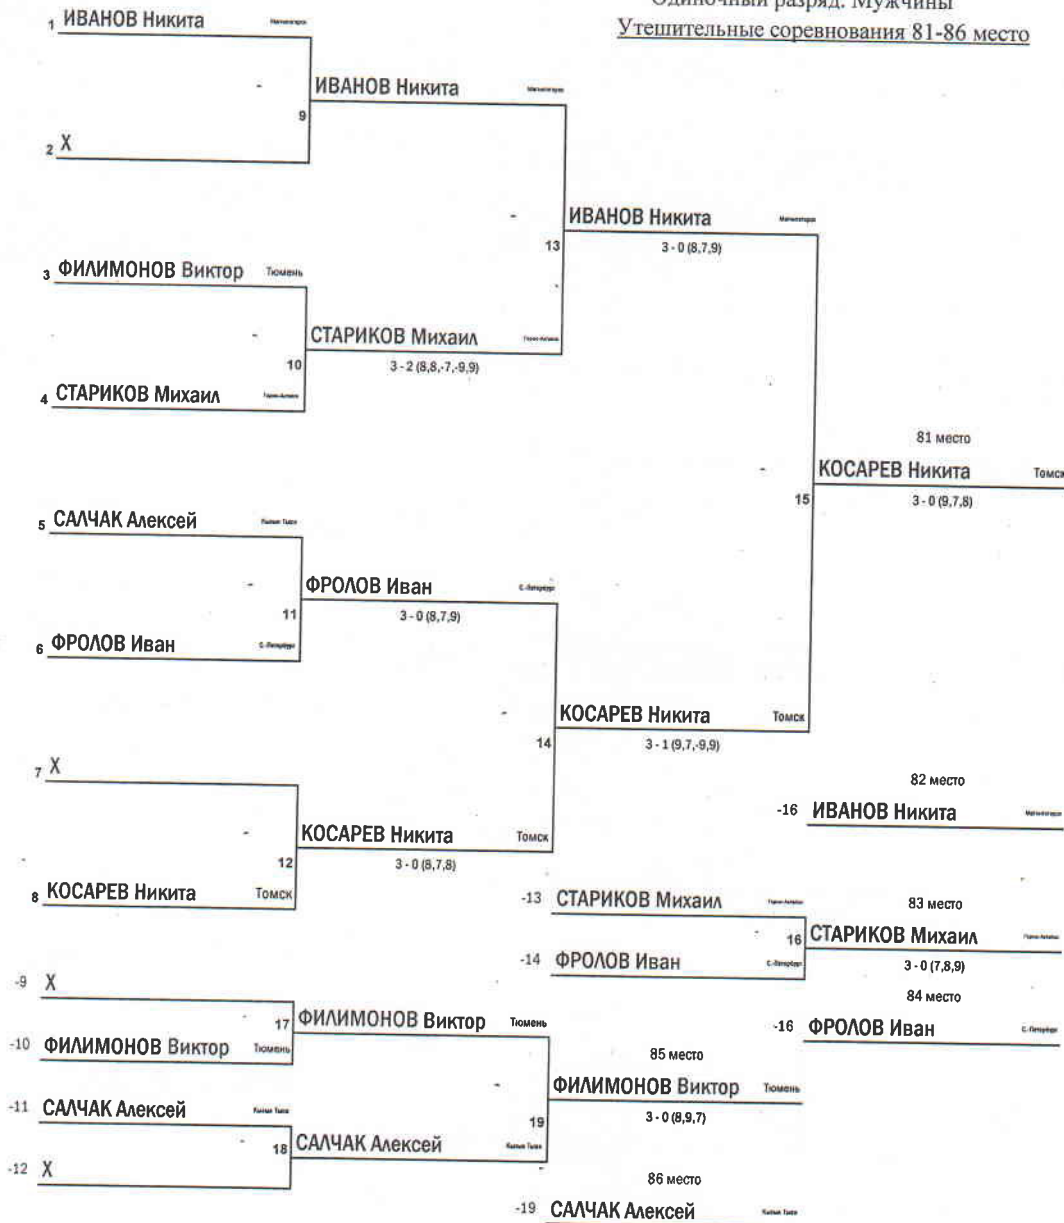 Одиночный разряд. Мужчины
Утешительные соревнования 81-86 место
1 ИВАНОВ Никита
ИВАНОВ Никита
9
2 Х
ИВАНОВ Никита
13
3 - 0 (8,7,9)
3 ФИЛИМОНОВ Виктор Тюмень
СТАРИКОВ Михаил
10
3 - 2 (8,8,-7,-9,9)
4 СТАРИКОВ Михаил
81 место
КОСАРЕВ Никита Томск
15
3 - 0 (9,7,8)
5 САЛЧАК Алексей
ФРОЛОВ Иван С.-Петербург
11
3 - 0 (8,7,9)
6 ФРОЛОВ Иван С.-Петербург
КОСАРЕВ Никита Томск
14
3 - 1 (9,7,-9,9)
7 Х
82 место
-16 ИВАНОВ Никита
КОСАРЕВ Никита Томск
12
3 - 0 (8,7,8)
8 КОСАРЕВ Никита Томск
-13 СТАРИКОВ Михаил
83 место
16 СТАРИКОВ Михаил
-14 ФРОЛОВ Иван С.-Петербург
3 - 0 (7,8,9)
84 место
-16 ФРОЛОВ Иван С.-Петербург
-9 Х
17 ФИЛИМОНОВ Виктор Тюмень
-10 ФИЛИМОНОВ Виктор Тюмень
85 место
ФИЛИМОНОВ Виктор Тюмень
19
3 - 0 (8,9,7)
-11 САЛЧАК Алексей
18 САЛЧАК Алексей
-12 Х
86 место
-19 САЛЧАК Алексей